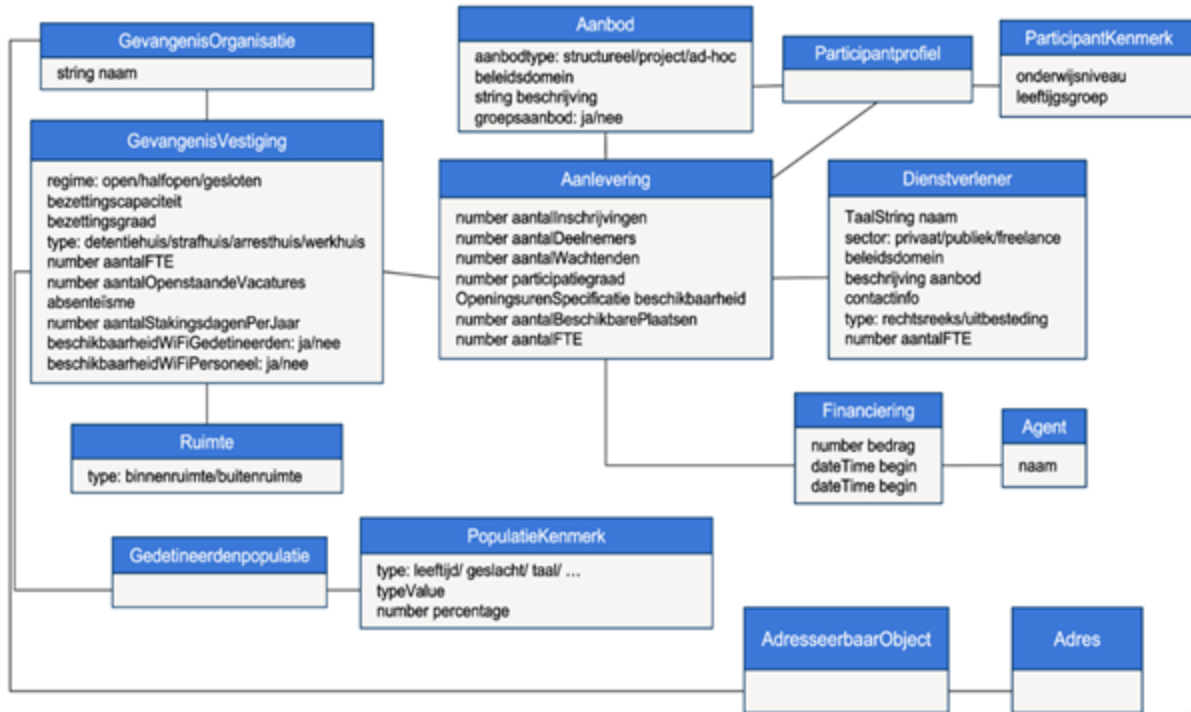 GevangenisOrganisatie
string naam
Aanbod
aanbodtype: structureel/project/ad-hoc
beleidsdomein
string beschrijving
groepsaanbod: ja/nee
Participantprofiel
ParticipantKenmerk
onderwijsniveau
leeftijgsgroep
GevangenisVestiging
regime: open/halfopen/gesloten
bezettingscapaciteit
bezettingsgraad
type: detentiehuis/strafhuis/arresthuis/werkhuis
number aantalFTE
number aantalOpenstaandeVacatures
absenteïsme
number aantalStakingsdagenPerJaar
beschikbaarheidWiFiGedetineerden: ja/nee
beschikbaarheidWiFiPersoneel: ja/nee
Aanlevering
number aantalInschrijvingen
number aantalDeelnemers
number aantalWachtenden
number participatiegraad
OpeningsurenSpecificatie beschikbaarheid
number aantalBeschikbarePlaatsen
number aantalFTE
Dienstverlener
TaalString naam
sector: privaat/publiek/freelance
beleidsdomein
beschrijving aanbod
contactinfo
type: rechtsreeks/uitbesteding
number aantalFTE
Ruimte
type: binnenruimte/buitenruimte
Financiering
number bedrag
dateTime begin
dateTime begin
Agent
naam
Gedetineerdenpopulatie
PopulatieKenmerk
type: leeftijd/ geslacht/ taal/ …
typeValue
number percentage
AdresseerbaarObject
Adres